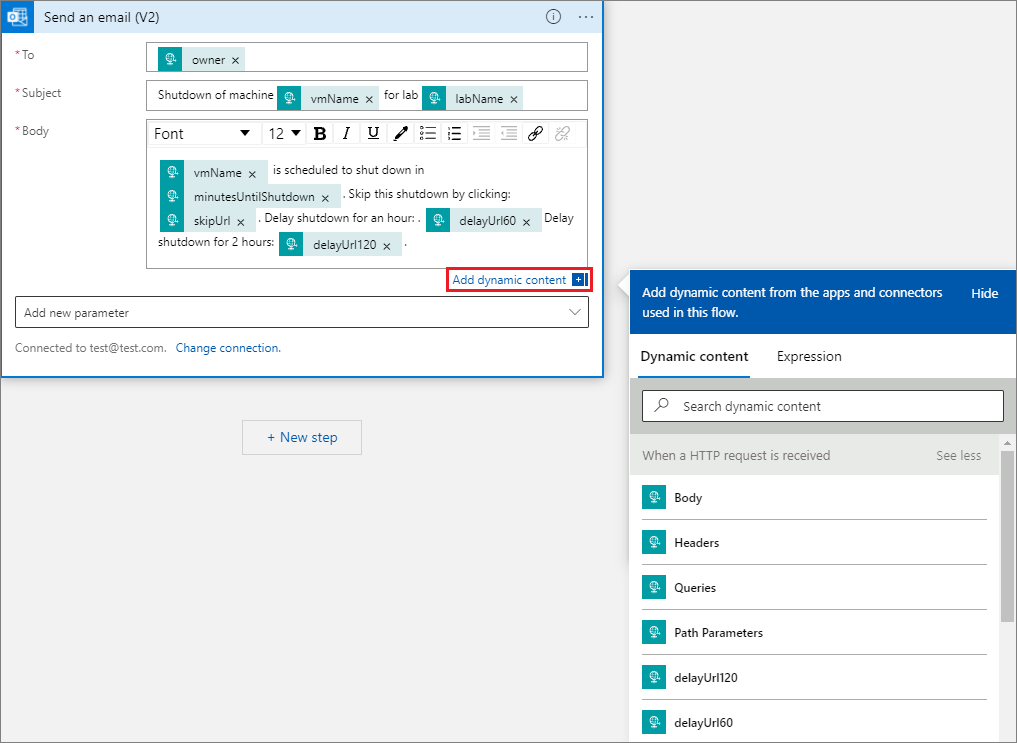 Send an email (V2)
* To
owner ×
* Subject
Shutdown of machine vmName × for lab labName ×
* Body
Font 12 B I U
vmName × is scheduled to shut down in
minutesUntilShutdown × . Skip this shutdown by clicking:
skipUrl × . Delay shutdown for an hour: . delayUrl60 × Delay
shutdown for 2 hours: delayUrl120 × .
Add dynamic content
Add new parameter
Connected to test@test.com. Change connection.
+ New step
Add dynamic content from the apps and connectors
used in this flow.
Hide
Dynamic content Expression
Search dynamic content
When a HTTP request is received See less
Body
Headers
Queries
Path Parameters
delayUrl120
delayUrl60